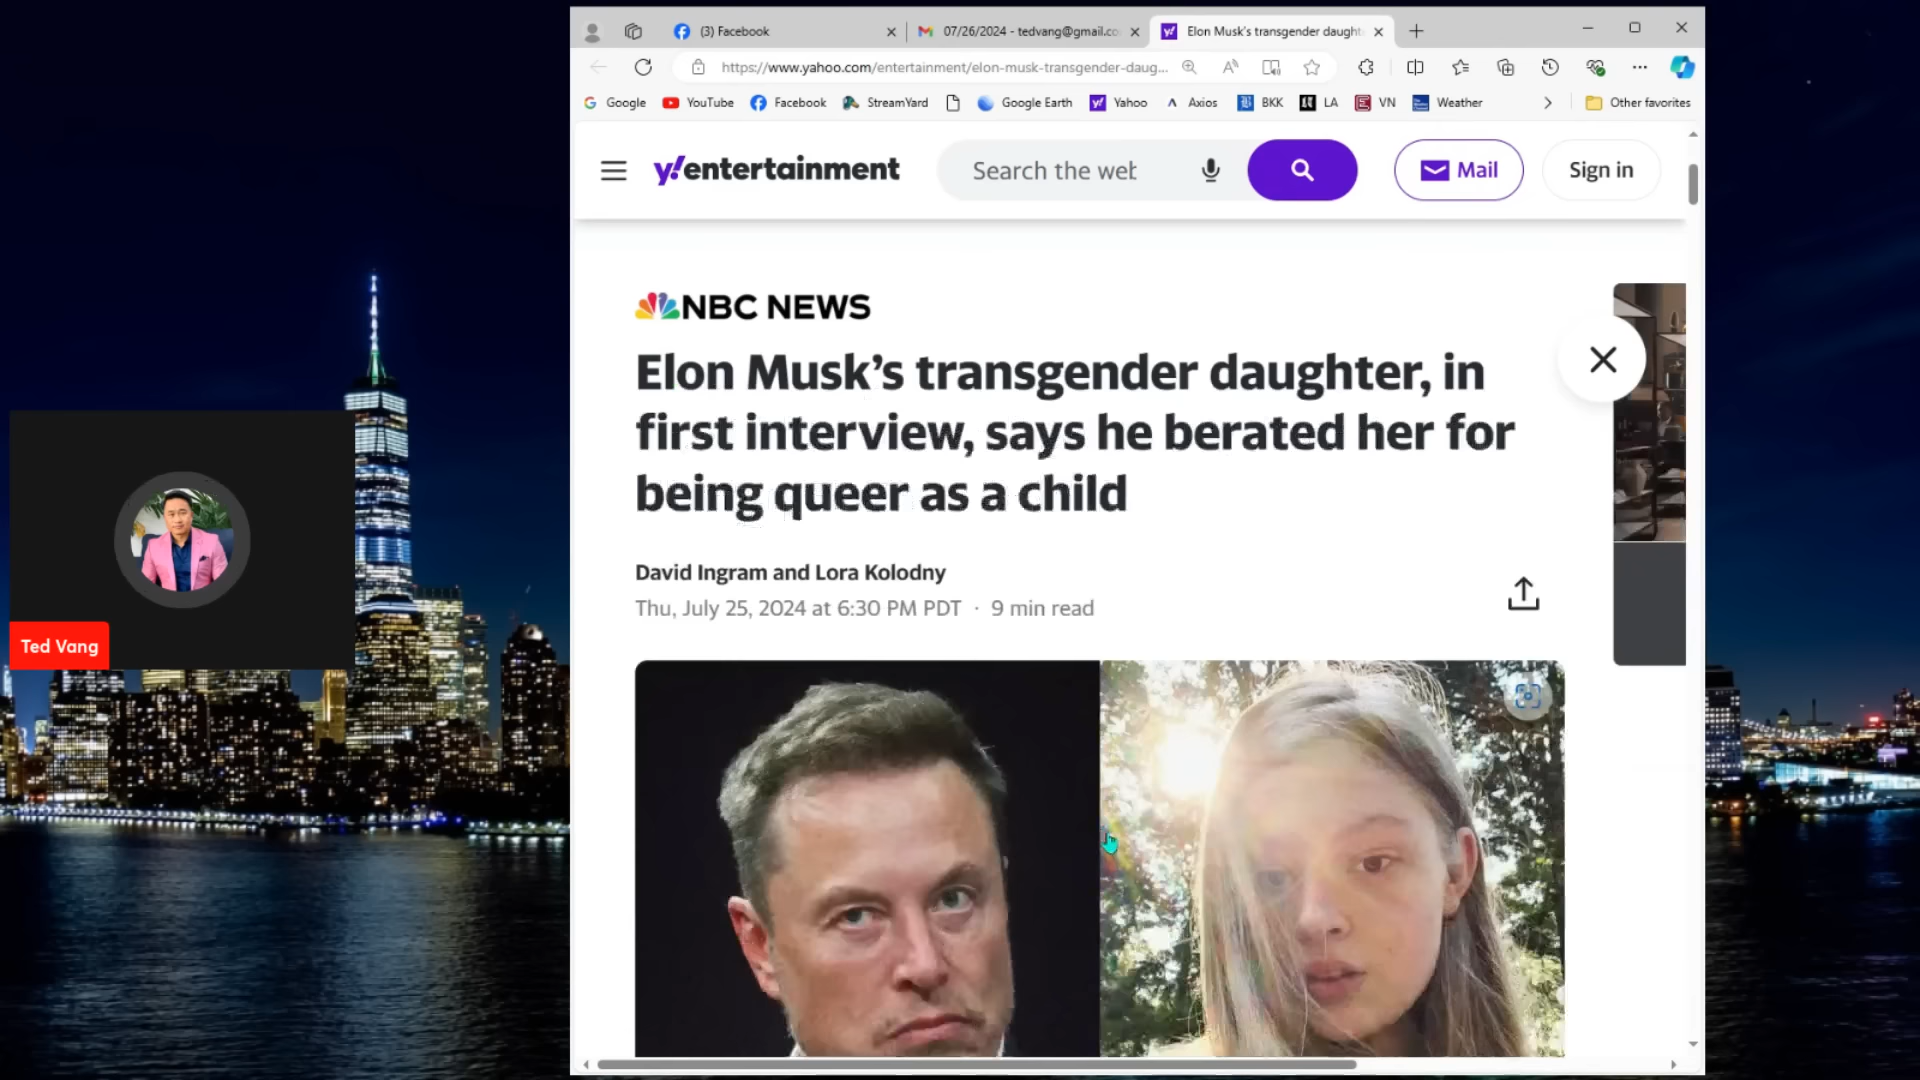 (3) Facebook
07/26/2024 - tedvang@gmail.co
Elon Musk's transgender daught
https://www.yahoo.com/entertainment/elon-musk-transgender-daug...
Google
YouTube
Facebook
StreamYard
Google Earth
Yahoo
Axios
BKK
LA
VN
Weather
Other favorites
y!entertainment
Search the wet
Mail
Sign in
NBC NEWS
Elon Musk’s transgender daughter, in
first interview, says he berated her for
being queer as a child
David Ingram and Lora Kolodny
Thu, July 25, 2024 at 6:30 PM PDT · 9 min read
Ted Vang